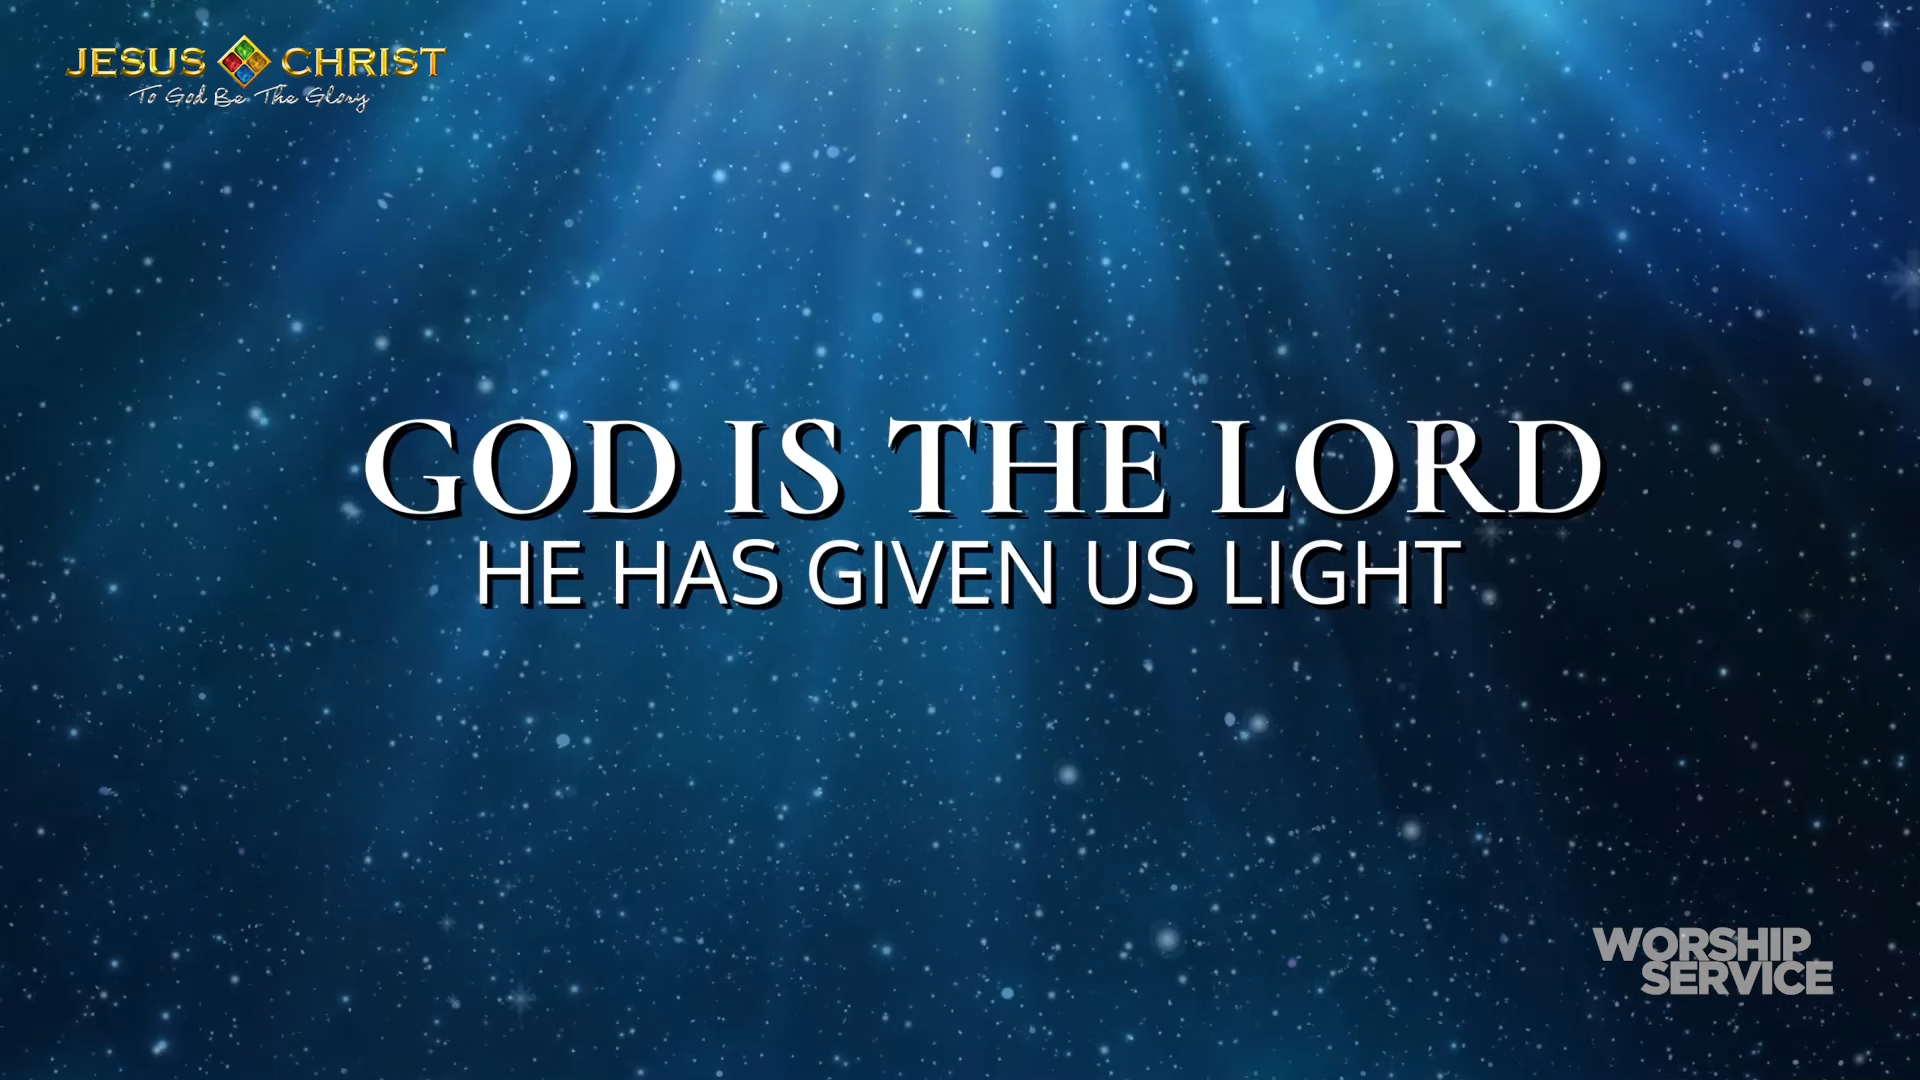 JESUS CHRIST
To God Be The Glory
GOD IS THE LORD
HE HAS GIVEN US LIGHT
WORSHIP
SERVICE